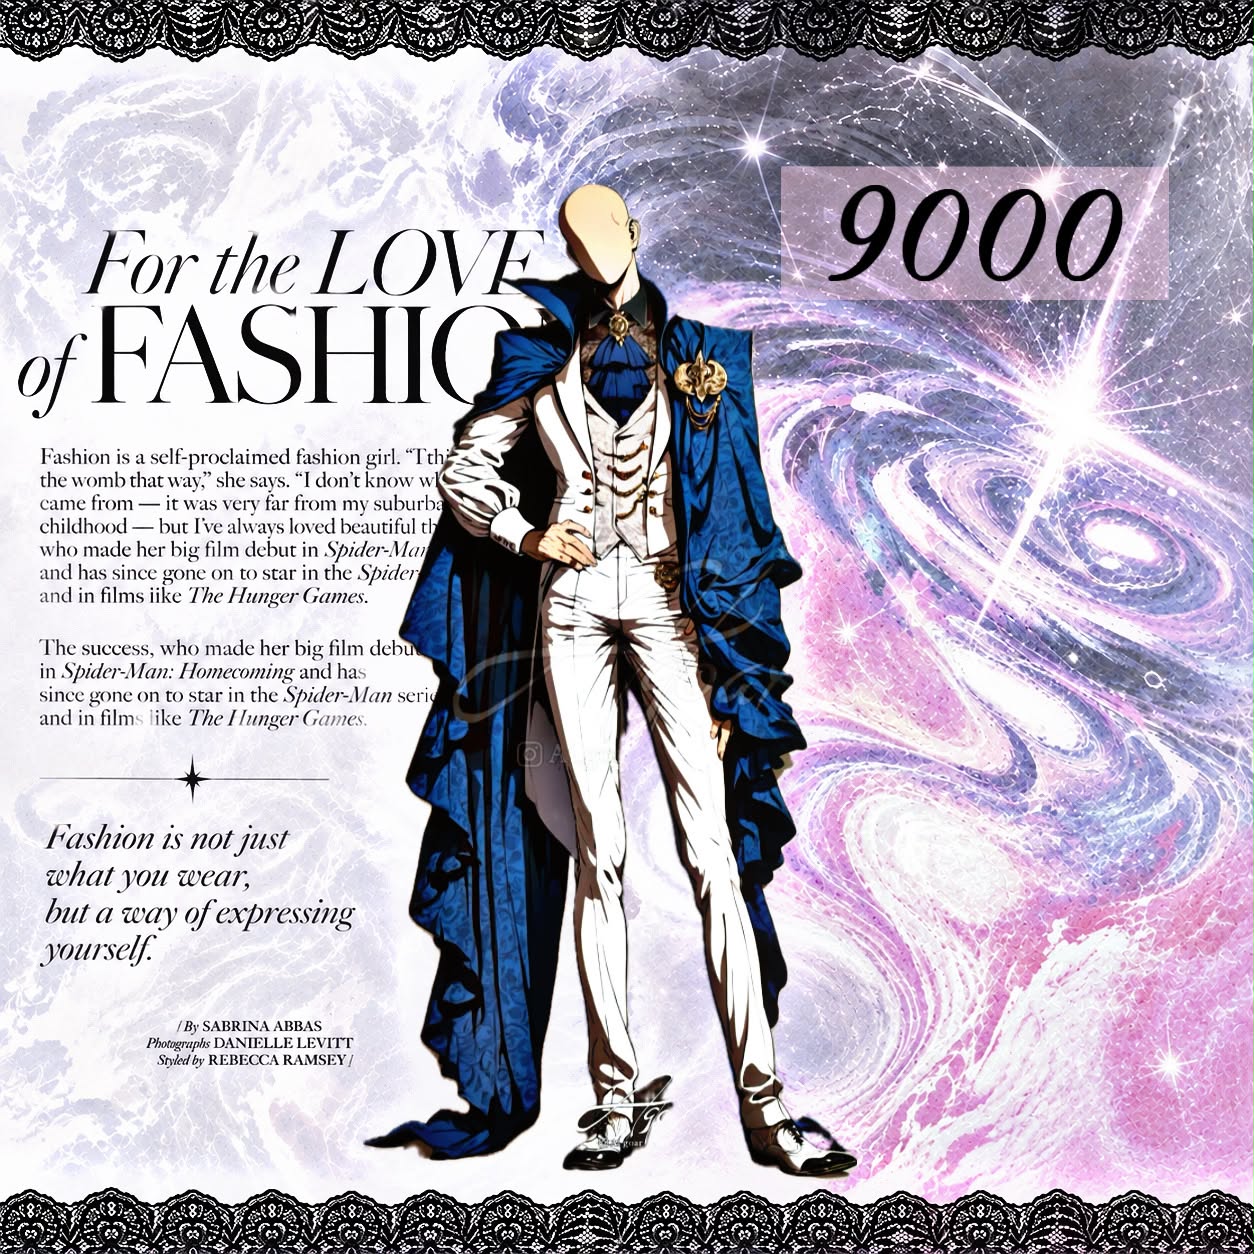 9000
For the LOVE
of FASHIO
Fashion is a self-proclaimed fashion girl. “Tthi
the womb that way,” she says. “I don’t know wh
came from — it was very far from my suburba
childhood — but I’ve always loved beautiful th
who made her big film debut in Spider-Man
and has since gone on to star in the Spider-
and in films iike The Hunger Games.
The success, who made her big film debut
in Spider-Man: Homecoming and has
since gone on to star in the Spider-Man serie
and in films like The Hunger Games.
Fashion is not just
what you wear,
but a way of expressing
yourself.
/ By SABRINA ABBAS
Photographs DANIELLE LEVITT
Styled by REBECCA RAMSEY /